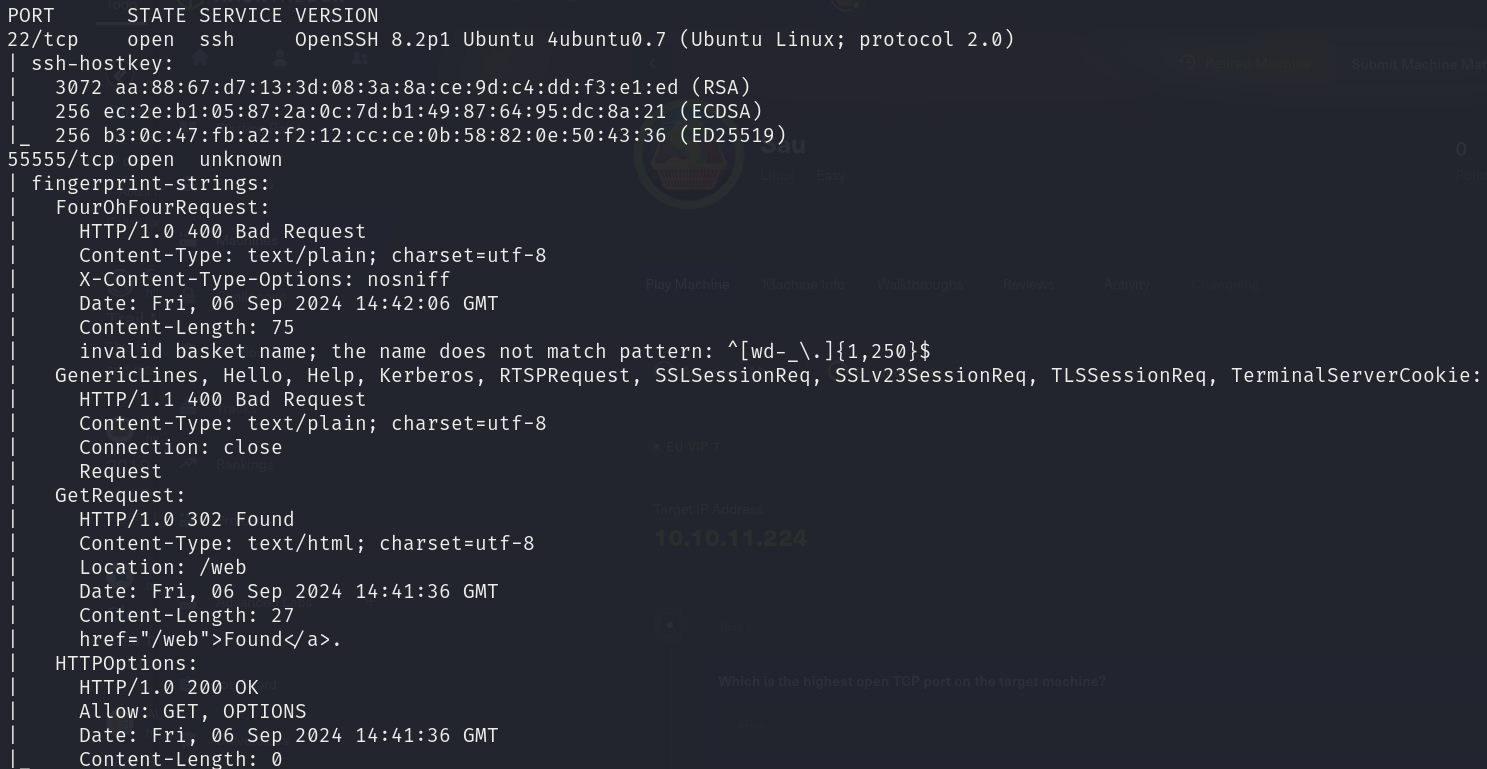 PORT      STATE SERVICE VERSION
22/tcp    open  ssh     OpenSSH 8.2p1 Ubuntu 4ubuntu0.7 (Ubuntu Linux; protocol 2.0)
| ssh-hostkey:
|   3072 aa:88:67:d7:13:3d:08:3a:8a:ce:9d:c4:dd:f3:e1:ed (RSA)
|   256 ec:2e:b1:05:87:2a:0c:7d:b1:49:87:64:95:dc:8a:21 (ECDSA)
|_  256 b3:0c:47:fb:a2:f2:12:cc:ce:0b:58:82:0e:50:43:36 (ED25519)
Sau
0
55555/tcp open  unknown
| fingerprint-strings:
|   FourOhFourRequest:
|     HTTP/1.0 400 Bad Request
|     Content-Type: text/plain; charset=utf-8
|     X-Content-Type-Options: nosniff
Play Machine Machine Info Walkthroughs Reviews Activity Changelog
|     Date: Fri, 06 Sep 2024 14:42:06 GMT
|     Content-Length: 75
|     invalid basket name; the name does not match pattern: ^[wd-_\.]{1,250}$
|   GenericLines, Hello, Help, Kerberos, RTSPRequest, SSLSessionReq, SSLv23SessionReq, TLSSessionReq, TerminalServerCookie:
|     HTTP/1.1 400 Bad Request
|     Content-Type: text/plain; charset=utf-8
|     Connection: close
Rankings
|     Request
|   GetRequest:
Target IP Address
|     HTTP/1.0 302 Found
10.10.11.224
|     Content-Type: text/html; charset=utf-8
|     Location: /web
|     Date: Fri, 06 Sep 2024 14:41:36 GMT
|     Content-Length: 27
|     href="/web">Found</a>.
|   HTTPOptions:
Which is the highest open TCP port on the target machine?
|     HTTP/1.0 200 OK
|     Allow: GET, OPTIONS
|     Date: Fri, 06 Sep 2024 14:41:36 GMT
|_    Content-Length: 0